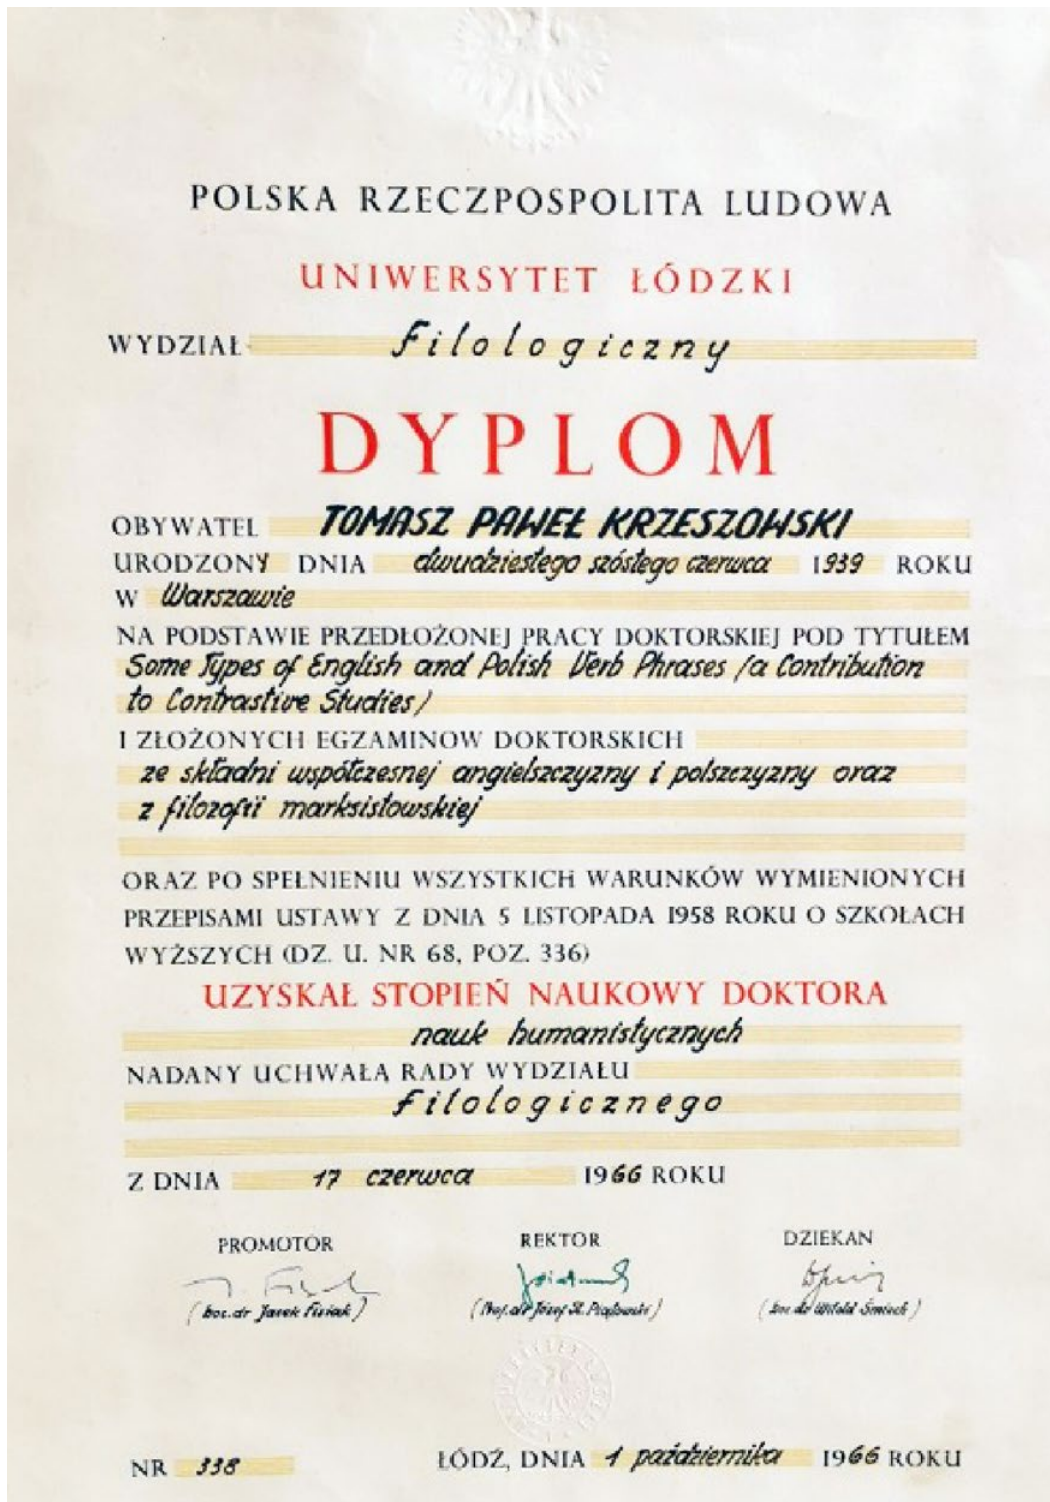 POLSKA RZECZPOSPOLITA LUDOWA
UNIWERSYTET ŁÓDZKI
WYDZIAŁ Filologiczny
DYPLOM
OBYWATEL TOMASZ PAWEŁ KRZESZOWSKI
URODZONY DNIA dwudziestego szóstego czerwca 1939 ROKU
W Warszawie
NA PODSTAWIE PRZEDŁOŻONEJ PRACY DOKTORSKIEJ POD TYTUŁEM
Some Types of English and Polish Verb Phrases /a Contribution
to Contrastive Studies/
I ZŁOŻONYCH EGZAMINÓW DOKTORSKICH
ze składni współczesnej angielszczyzny i polszczyzny oraz
z filozofii marksistowskiej
ORAZ PO SPEŁNIENIU WSZYSTKICH WARUNKÓW WYMIENIONYCH
PRZEPISAMI USTAWY Z DNIA 5 LISTOPADA 1958 ROKU O SZKOŁACH
WYŻSZYCH (DZ. U. NR 68, POZ. 336)
UZYSKAŁ STOPIEŃ NAUKOWY DOKTORA
nauk humanistycznych
NADANY UCHWAŁĄ RADY WYDZIAŁU
Filologicznego
Z DNIA 17 czerwca 1966 ROKU
PROMOTOR REKTOR DZIEKAN
(Doc. dr Jacek Fisiak) (Prof. dr Józef St. Piątowski) (Doc. dr Witold Śmiech)
NR 338 ŁÓDŹ, DNIA 1 października 1966 ROKU